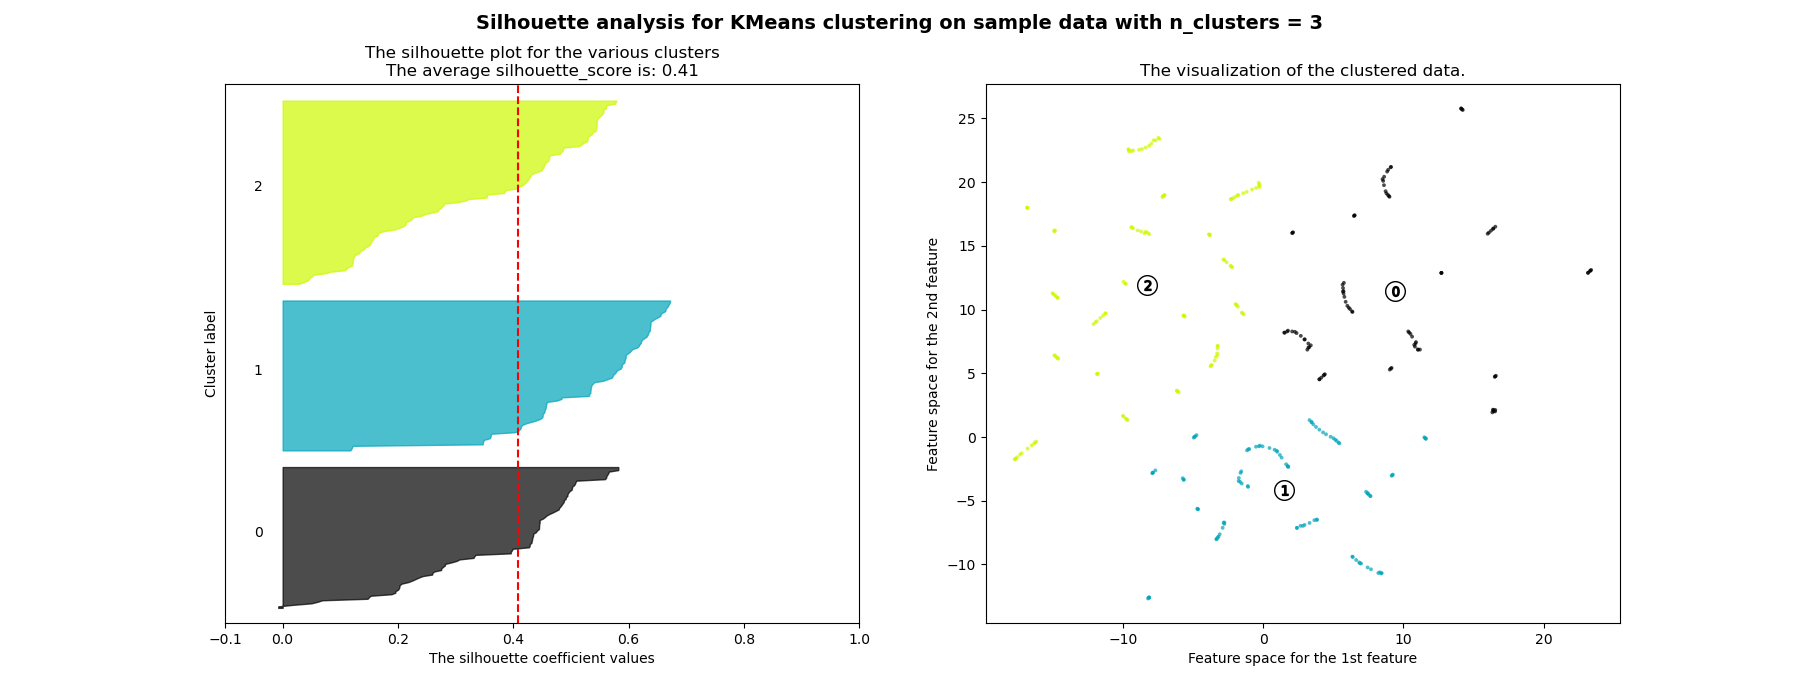 Silhouette analysis for KMeans clustering on sample data with n_clusters = 3
The silhouette plot for the various clusters
The average silhouette_score is: 0.41
Cluster label
2
1
0
−0.1 0.0 0.2 0.4 0.6 0.8 1.0
The silhouette coefficient values
The visualization of the clustered data.
Feature space for the 2nd feature
25
20
15
10
5
0
−5
−10
2
0
1
−10 0 10 20
Feature space for the 1st feature